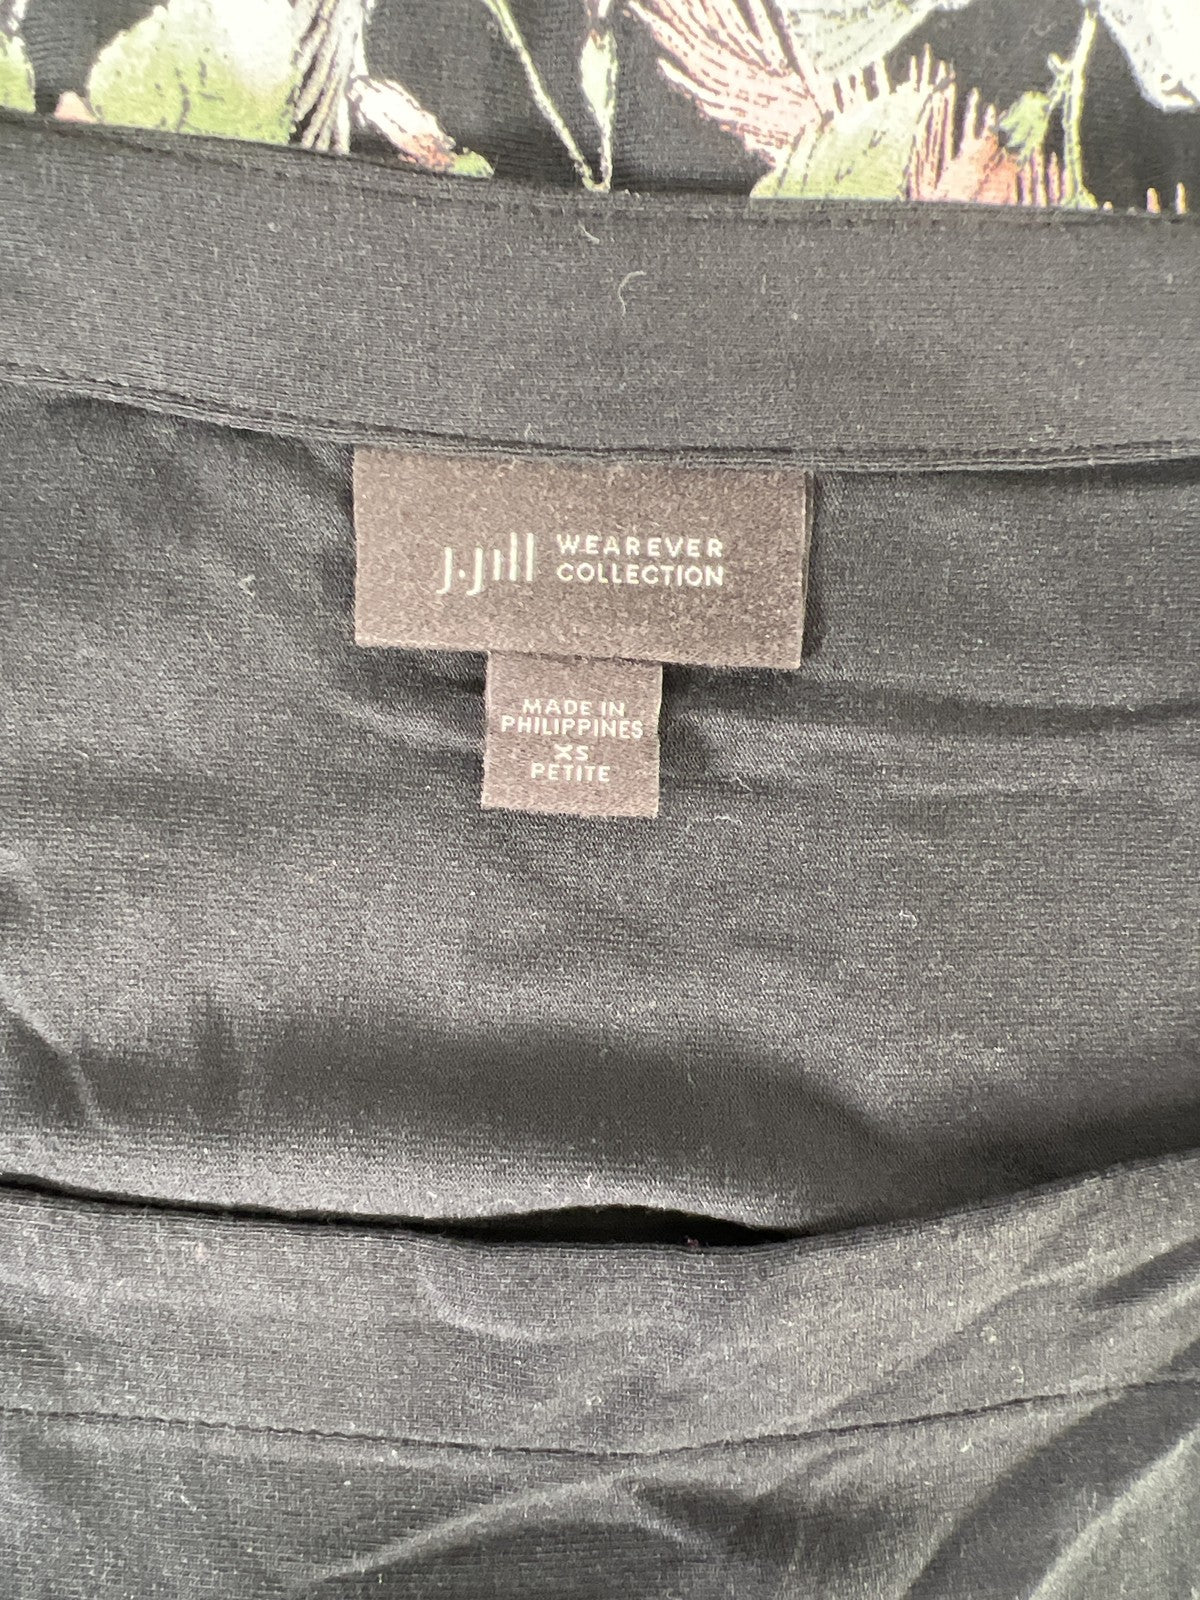 J.Jill WEAREVER
COLLECTION
MADE IN
PHILIPPINES
XS
PETITE